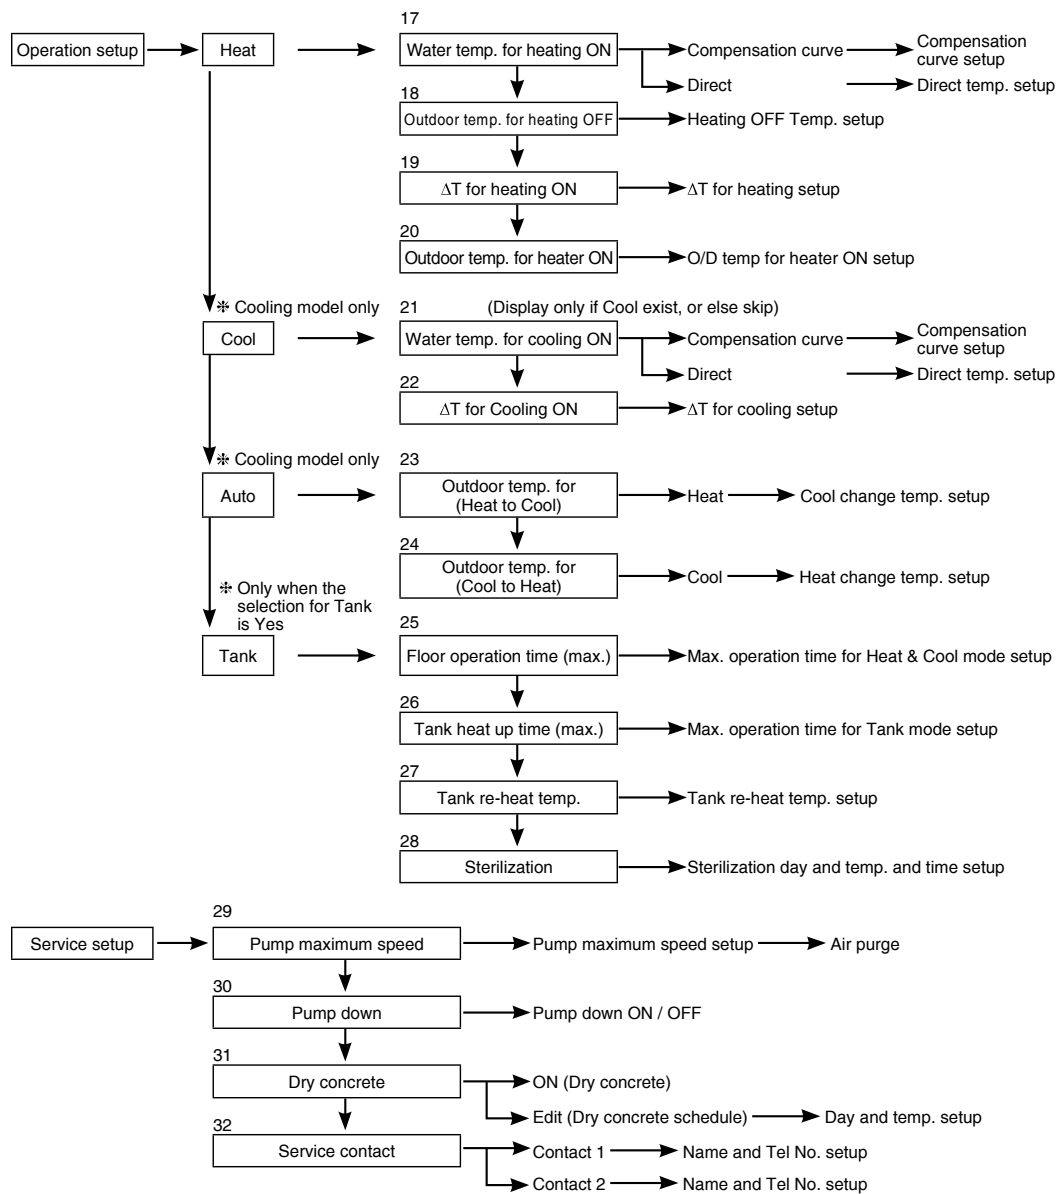 17
Operation setup
Heat
Water temp. for heating ON
Compensation curve
Compensation
curve setup
Direct
Direct temp. setup
18
Outdoor temp. for heating OFF
Heating OFF Temp. setup
19
ΔT for heating ON
ΔT for heating setup
20
Outdoor temp. for heater ON
O/D temp for heater ON setup
❉ Cooling model only
21
(Display only if Cool exist, or else skip)
Cool
Water temp. for cooling ON
Compensation curve
Compensation
curve setup
Direct
Direct temp. setup
22
ΔT for Cooling ON
ΔT for cooling setup
❉ Cooling model only
23
Auto
Outdoor temp. for
(Heat to Cool)
Heat
Cool change temp. setup
24
Outdoor temp. for
(Cool to Heat)
Cool
Heat change temp. setup
❉ Only when the
selection for Tank
is Yes
25
Tank
Floor operation time (max.)
Max. operation time for Heat & Cool mode setup
26
Tank heat up time (max.)
Max. operation time for Tank mode setup
27
Tank re-heat temp.
Tank re-heat temp. setup
28
Sterilization
Sterilization day and temp. and time setup
29
Service setup
Pump maximum speed
Pump maximum speed setup
Air purge
30
Pump down
Pump down ON / OFF
31
Dry concrete
ON (Dry concrete)
Edit (Dry concrete schedule)
Day and temp. setup
32
Service contact
Contact 1
Name and Tel No. setup
Contact 2
Name and Tel No. setup